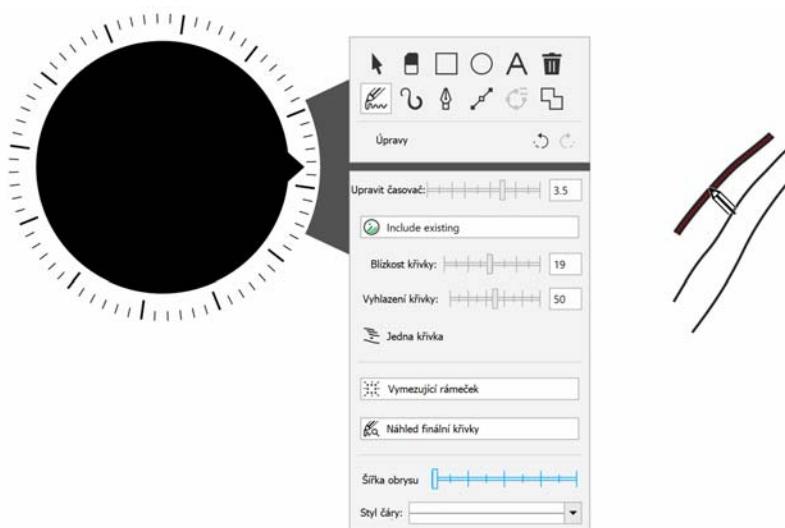 A
Úpravy
Upravit časovač: 3.5
Include existing
Blízkost křivky: 19
Vyhlazení křivky: 50
Jedna křivka
Vymezující rámeček
Náhled finální křivky
Šířka obrysu
Styl čáry: